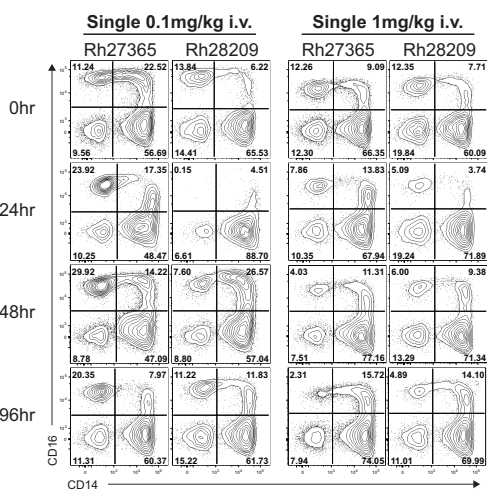 Single 0.1mg/kg i.v. Single 1mg/kg i.v.
Rh27365 Rh28209 Rh27365 Rh28209
0hr
11.24 22.52 13.84 6.22 12.26 9.09 12.35 7.71
9.56 56.69 14.41 65.53 12.30 66.35 19.84 60.09
24hr
23.92 17.35 0.15 4.51 7.86 13.83 5.09 3.74
10.25 48.47 6.61 88.70 10.35 67.94 19.24 71.89
48hr
29.92 14.22 7.60 26.57 4.03 11.31 6.00 9.38
8.78 47.09 8.80 57.04 7.51 77.16 13.29 71.34
96hr
20.35 7.97 11.22 11.83 2.31 15.72 4.89 14.10
11.31 60.37 15.22 61.73 7.94 74.05 11.01 69.99
CD16
CD14